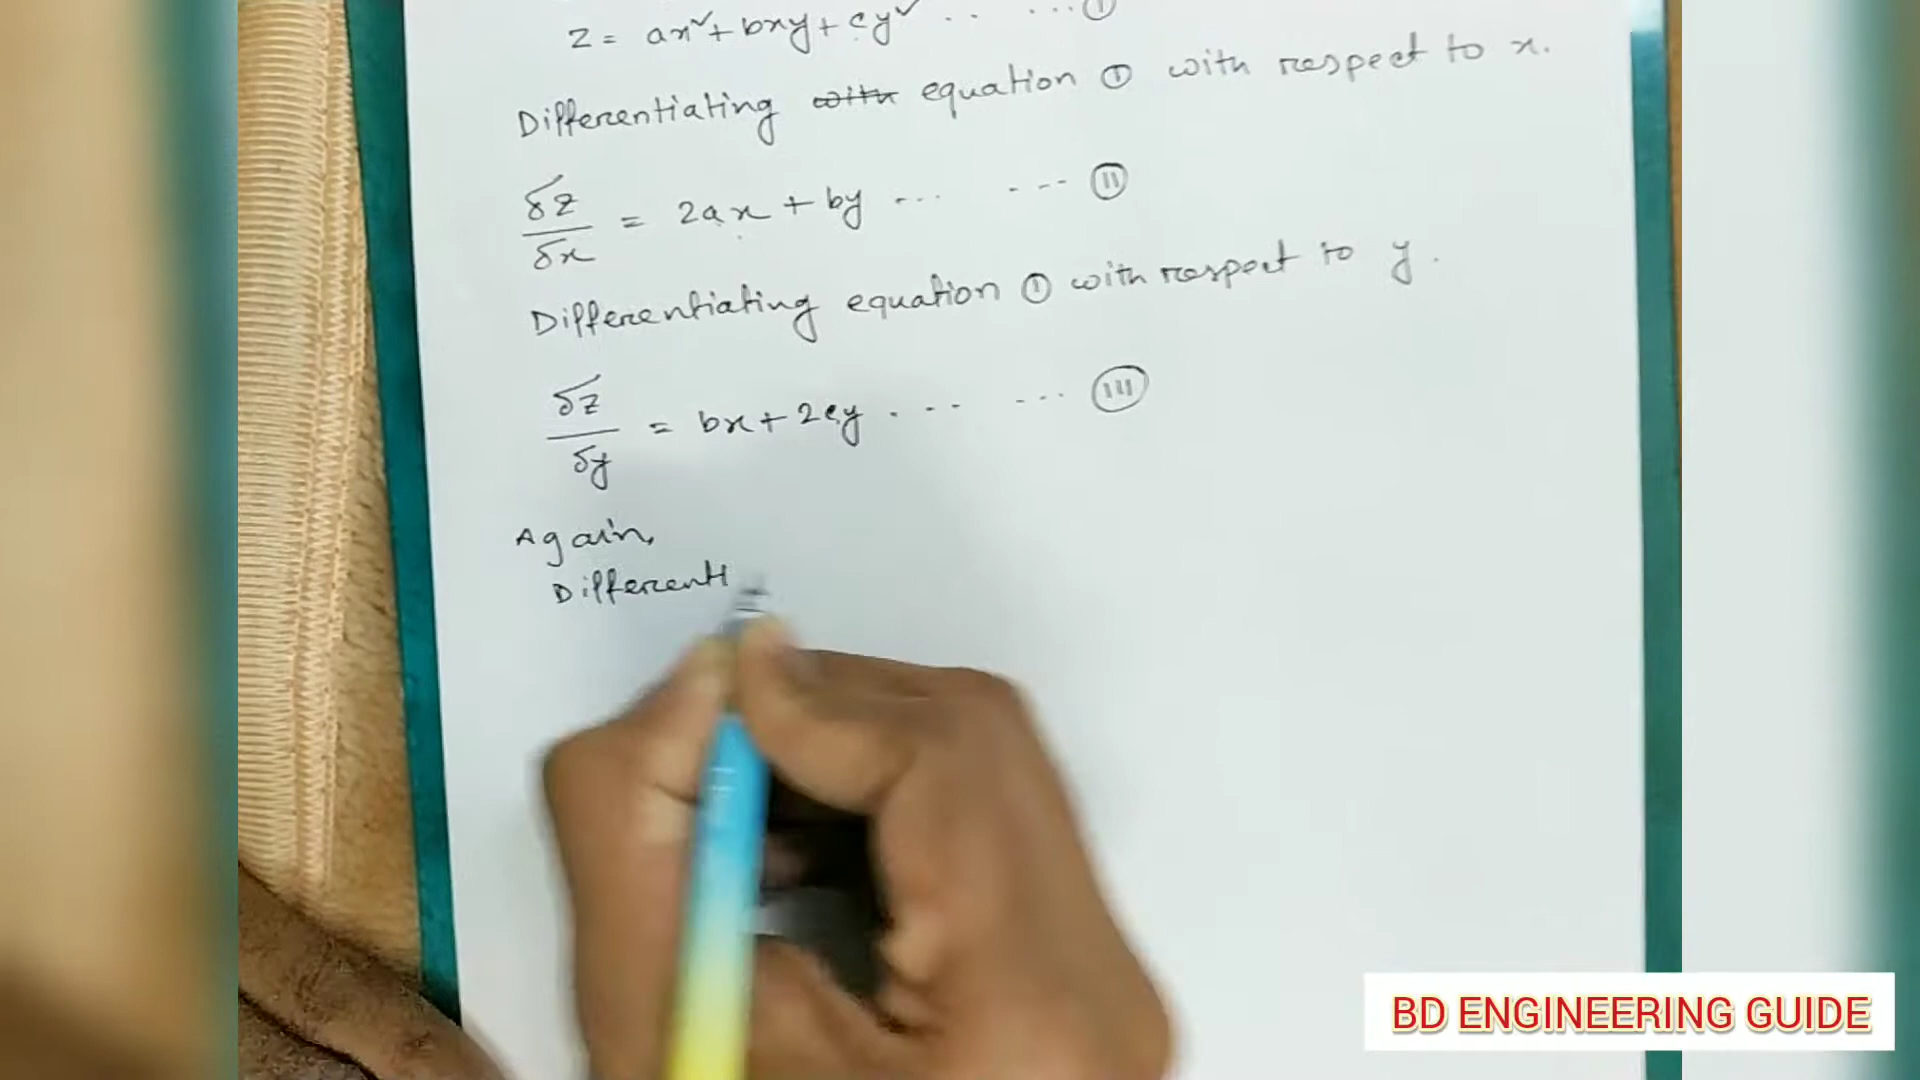 z = ax² + bxy + cy² .. ...①
Differentiating with equation ① with respect to x.
δz/δx = 2ax + by ... ... ⑪
Differentiating equation ① with respect to y.
δz/δy = bx + 2cy ... ... (III)
Again,
Differenti
BD ENGINEERING GUIDE